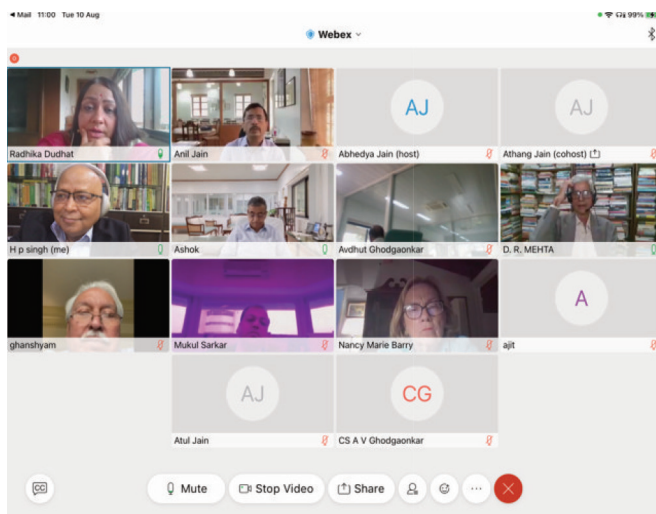 Mail 11:00 Tue 10 Aug 99%
Webex
Radhika Dudhat Anil Jain AJ Abhedya Jain (host) AJ Athang Jain (cohost)
H p singh (me) Ashok Avdhut Ghodgaonkar D. R. MEHTA
ghanshyam Mukul Sarkar Nancy Marie Barry A ajit
AJ Atul Jain CG CS A V Ghodgaonkar
CC Mute Stop Video Share